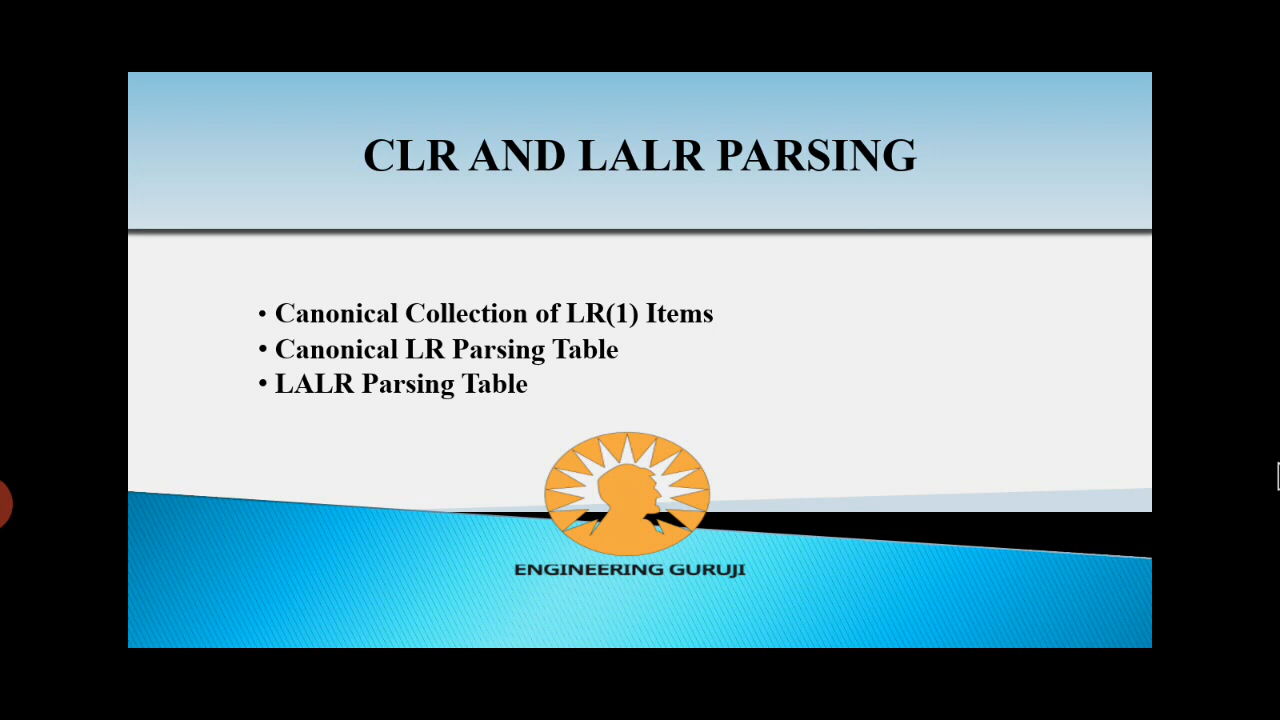 CLR AND LALR PARSING
• Canonical Collection of LR(1) Items
• Canonical LR Parsing Table
• LALR Parsing Table
ENGINEERING GURUJI